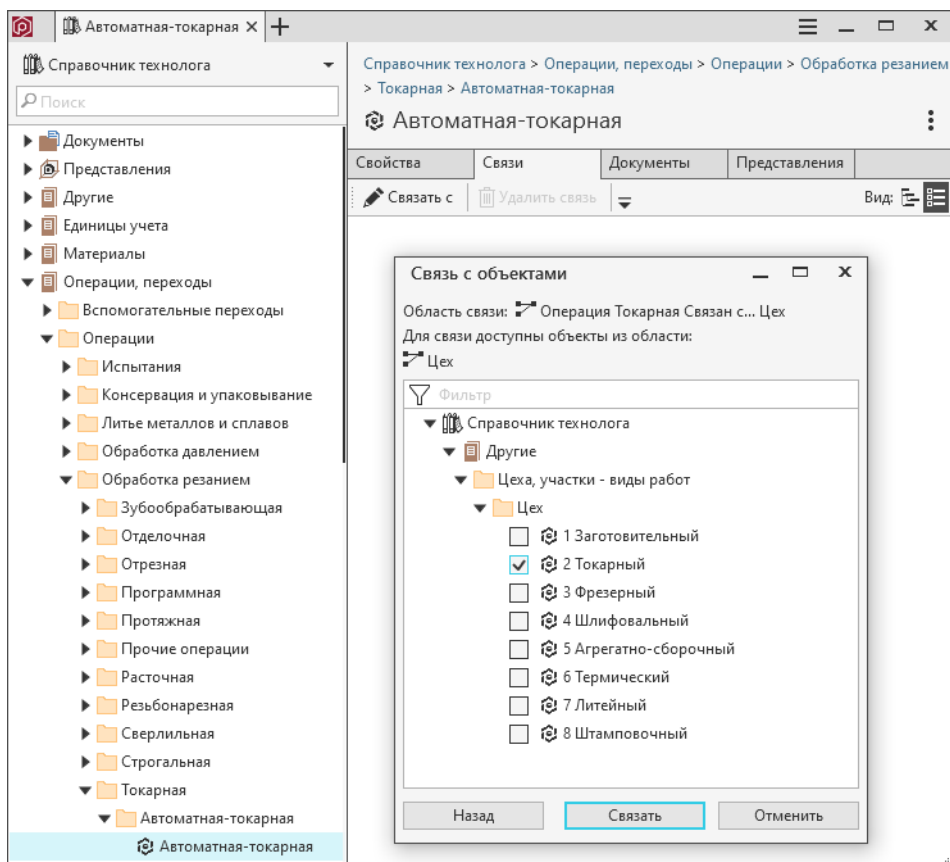 Автоматная-токарная
Справочник технолога
Поиск
Документы
Представления
Другие
Единицы учета
Материалы
Операции, переходы
Вспомогательные переходы
Операции
Испытания
Консервация и упаковывание
Литье металлов и сплавов
Обработка давлением
Обработка резанием
Зубообрабатывающая
Отделочная
Отрезная
Программная
Протяжная
Прочие операции
Расточная
Резьбонарезная
Сверлильная
Строгальная
Токарная
Автоматная-токарная
Автоматная-токарная
Справочник технолога > Операции, переходы > Операции > Обработка резанием
> Токарная > Автоматная-токарная
Автоматная-токарная
Свойства Связи Документы Представления
Связать с Удалить связь Вид:
Связь с объектами
Область связи: Операция Токарная Связан с... Цех
Для связи доступны объекты из области:
Цех
Фильтр
Справочник технолога
Другие
Цеха, участки - виды работ
Цех
1 Заготовительный
2 Токарный
3 Фрезерный
4 Шлифовальный
5 Агрегатно-сборочный
6 Термический
7 Литейный
8 Штамповочный
Назад Связать Отменить